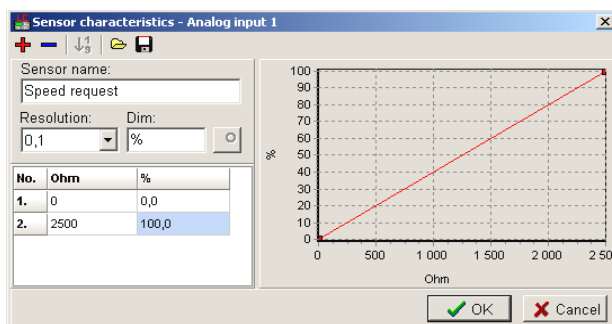 Sensor characteristics - Analog input 1
Sensor name:
Speed request
Resolution: Dim:
0,1 %
No. Ohm %
1. 0 0,0
2. 2500 100,0
100
90
80
70
60
50
40
30
20
10
0
%
0 500 1 000 1 500 2 000 2 50
Ohm
OK Cancel